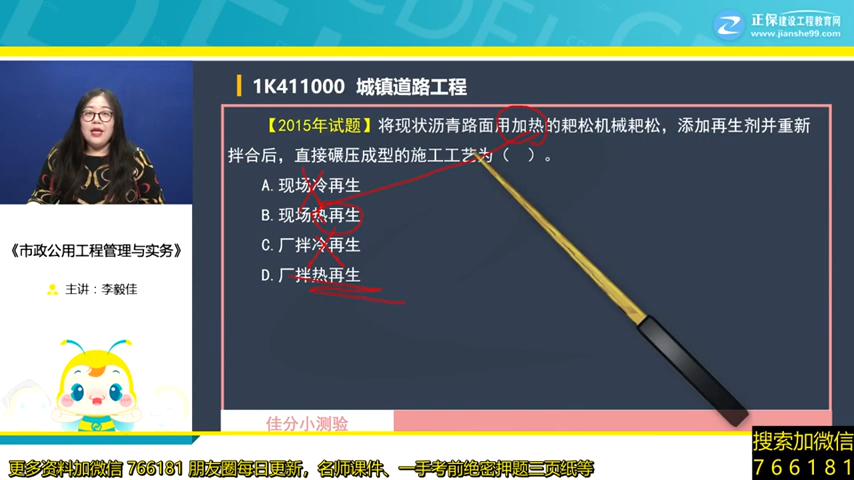 正保建设工程教育网
www.jianshe99.com
1K411000 城镇道路工程
【2015年试题】将现状沥青路面用加热的耙松机械耙松，添加再生剂并重新
拌合后，直接碾压成型的施工工艺为（ ）。
A.现场冷再生
B.现场热再生
C.厂拌冷再生
D.厂拌热再生
《市政公用工程管理与实务》
主讲：李毅佳
佳分小测验
搜索加微信
766181
更多资料加微信 766181 朋友圈每日更新，名师课件、一手考前绝密押题三页纸等